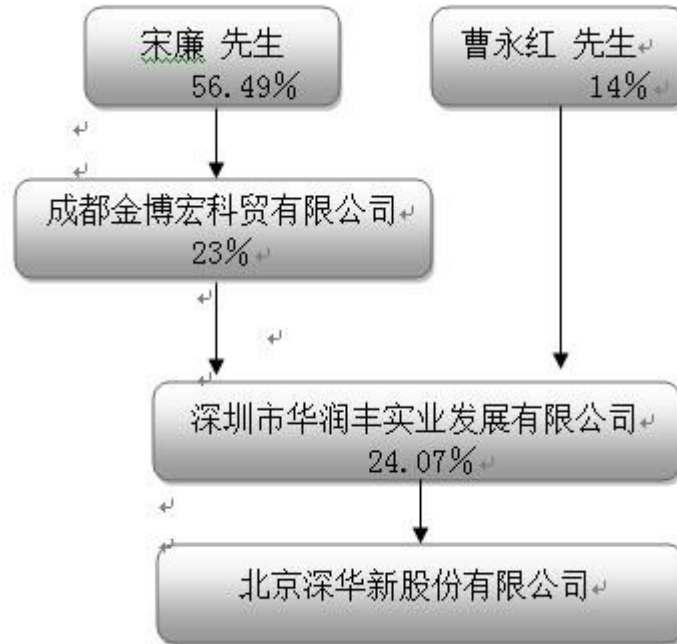 宋廉 先生
56.49%
曹永红 先生
14%
成都金博宏科贸有限公司
23%
深圳市华润丰实业发展有限公司
24.07%
北京深华新股份有限公司